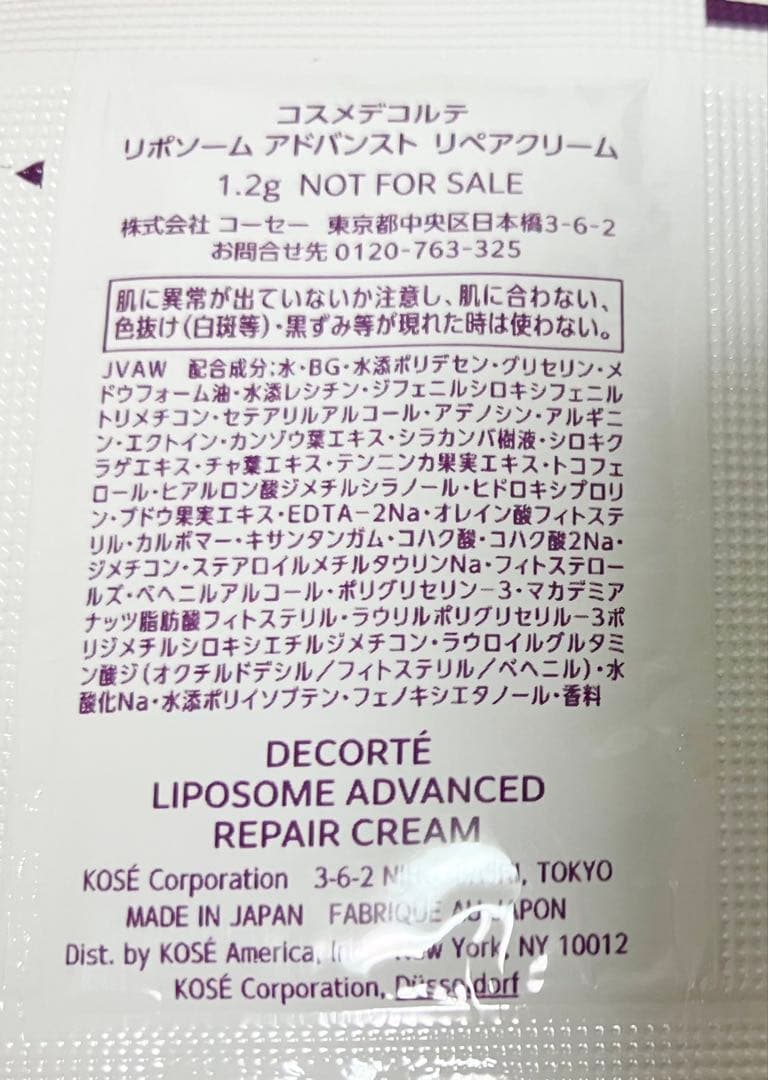 コスメデコルテ
リポソーム アドバンスト リペアクリーム
1.2g NOT FOR SALE
株式会社 コーセー 東京都中央区日本橋3-6-2
お問合せ先 0120-763-325
肌に異常が出ていないか注意し、肌に合わない、
色抜け(白斑等)・黒ずみ等が現れた時は使わない。
JVAW 配合成分:水・BG・水添ポリデセン・グリセリン・メ
ドウフォーム油・水添レシチン・ジフェニルシロキシフェニル
トリメチコン・セテアリルアルコール・アデノシン・アルギニ
ン・エクトイン・カンゾウ葉エキス・シラカンバ樹液・シロキク
ラゲエキス・チャ葉エキス・テンニンカ果実エキス・トコフェ
ロール・ヒアルロン酸ジメチルシラノール・ヒドロキシプロリ
ン・ブドウ果実エキス・EDTA-2Na・オレイン酸フィトステ
リル・カルボマー・キサンタンガム・コハク酸・コハク酸2Na・
ジメチコン・ステアロイルメチルタウリンNa・フィトステロー
ルズ・ベヘニルアルコール・ポリグリセリン-3・マカデミア
ナッツ脂肪酸フィトステリル・ラウリルポリグリセリル-3ポ
リジメチルシロキシエチルジメチコン・ラウロイルグルタミ
ン酸ジ(オクチルドデシル/フィトステリル/ベヘニル)・水
酸化Na・水添ポリイソブテン・フェノキシエタノール・香料
DECORTÉ
LIPOSOME ADVANCED
REPAIR CREAM
KOSÉ Corporation 3-6-2 TOKYO
MADE IN JAPAN FABRIQUÉ AU JAPON
Dist. by KOSÉ America, New York, NY 10012
KOSÉ Corporation, Düsseldorf